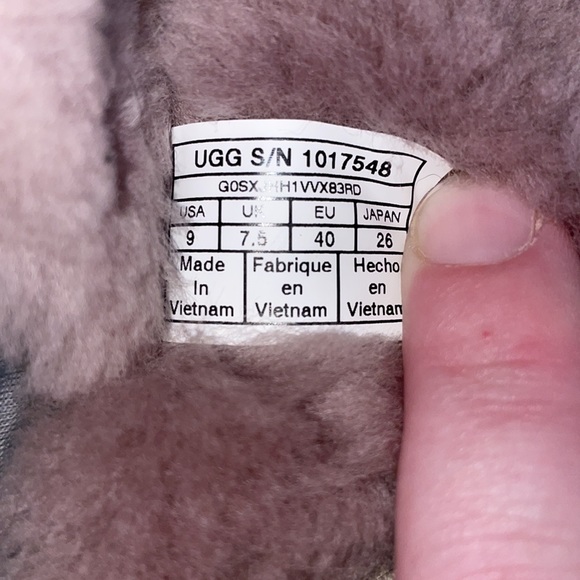 UGG S/N 1017548
USA UK EU JAPAN
9 7.5 40 26
Made Fabrique Hecho
In en en
Vietnam Vietnam Vietnam